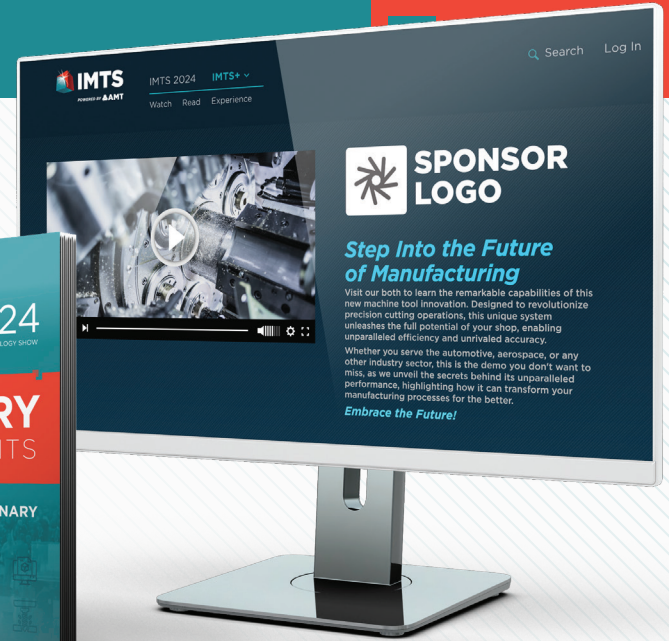 IMTS
POWERED BY AMT
IMTS 2024 IMTS+
Watch Read Experience
Search Log In
SPONSOR
LOGO
Step Into the Future
of Manufacturing
Visit our both to learn the remarkable capabilities of this
new machine tool innovation. Designed to revolutionize
precision cutting operations, this unique system
unleashes the full potential of your shop, enabling
unparalleled efficiency and unrivaled accuracy.
Whether you serve the automotive, aerospace, or any
other industry sector, this is the demo you don't want to
miss, as we unveil the secrets behind its unparalleled
performance, highlighting how it can transform your
manufacturing processes for the better.
Embrace the Future!
24
LOGY SHOW
RY
NTS
NARY